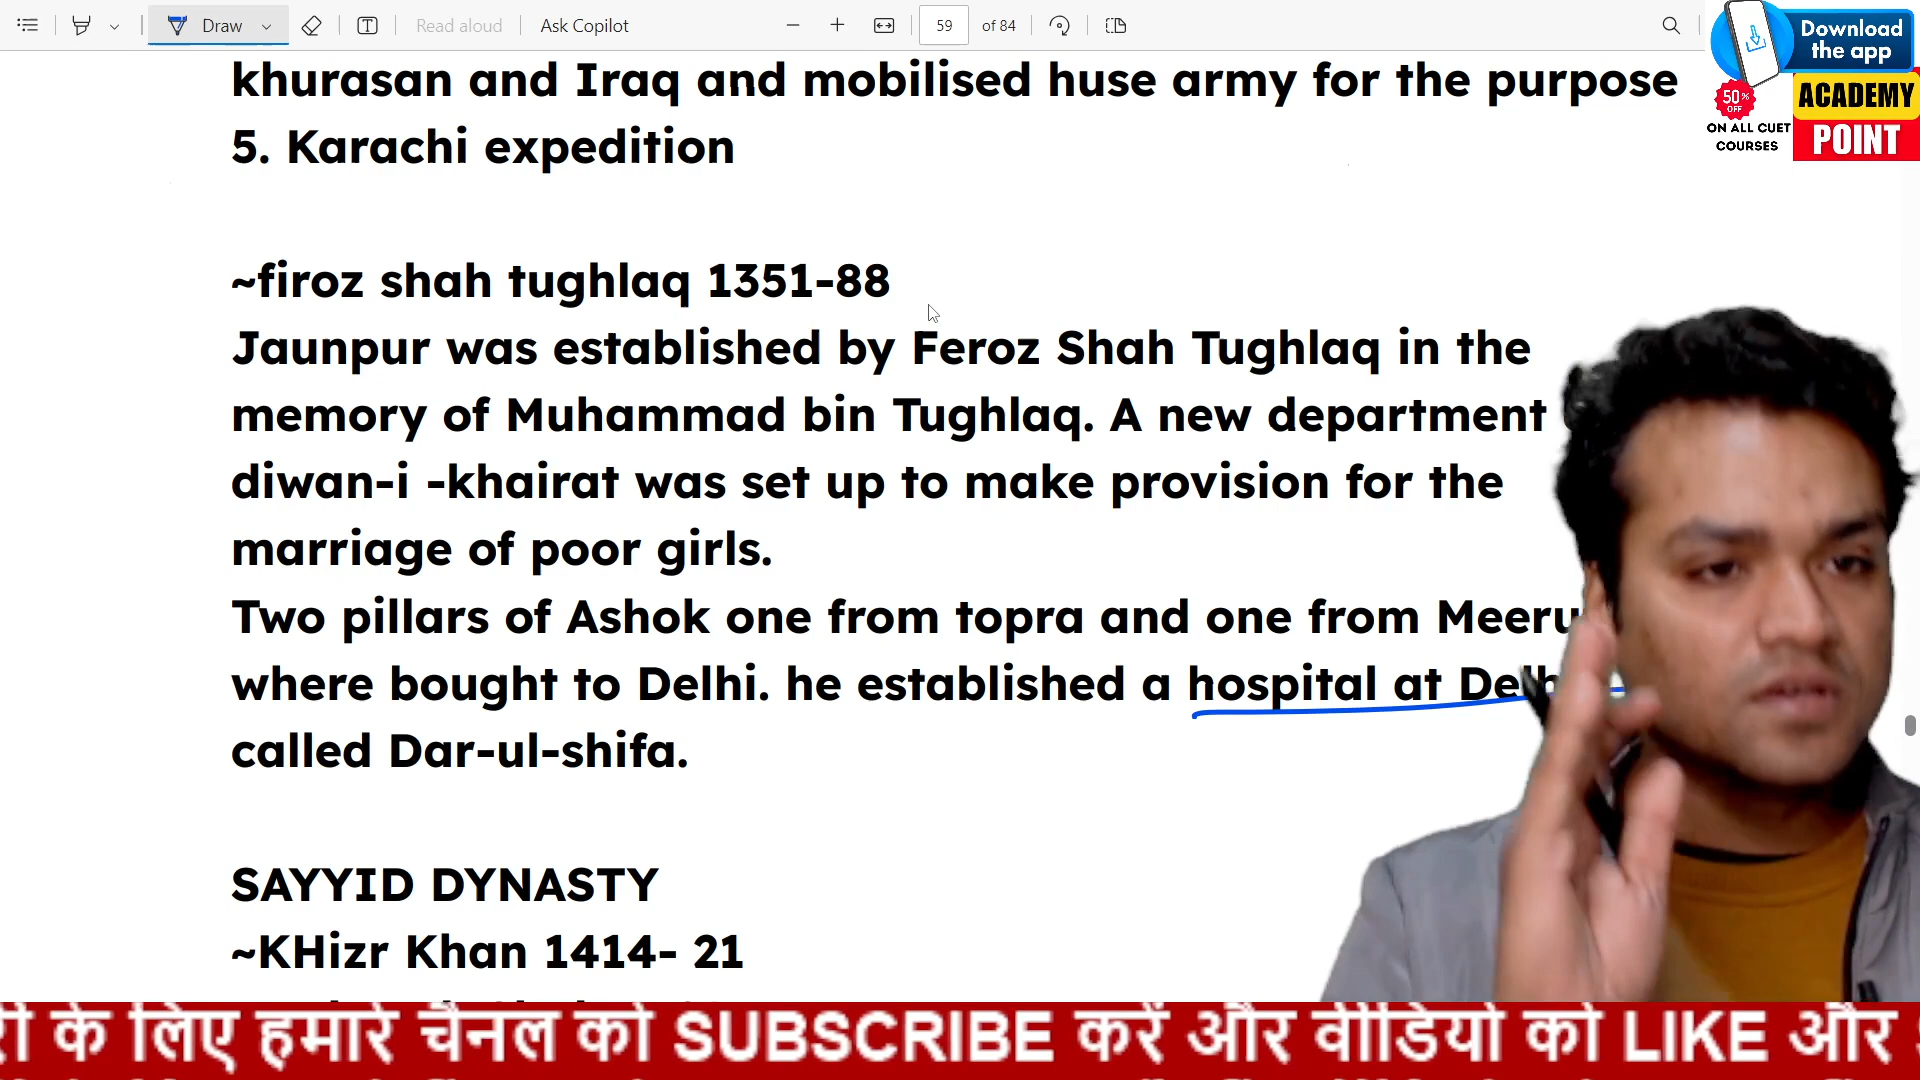 Draw
Read aloud
Ask Copilot
59
of 84
Download
the app
50%
OFF
ON ALL CUET
COURSES
ACADEMY
POINT
khurasan and Iraq and mobilised huse army for the purpose
5. Karachi expedition
~firoz shah tughlaq 1351-88
Jaunpur was established by Feroz Shah Tughlaq in the
memory of Muhammad bin Tughlaq. A new department
diwan-i -khairat was set up to make provision for the
marriage of poor girls.
Two pillars of Ashok one from topra and one from
where bought to Delhi. he established a hospital at
called Dar-ul-shifa.
SAYYID DYNASTY
~KHizr Khan 1414- 21
के लिए हमारे चैनल को SUBSCRIBE करें और वीडियो को LIKE और